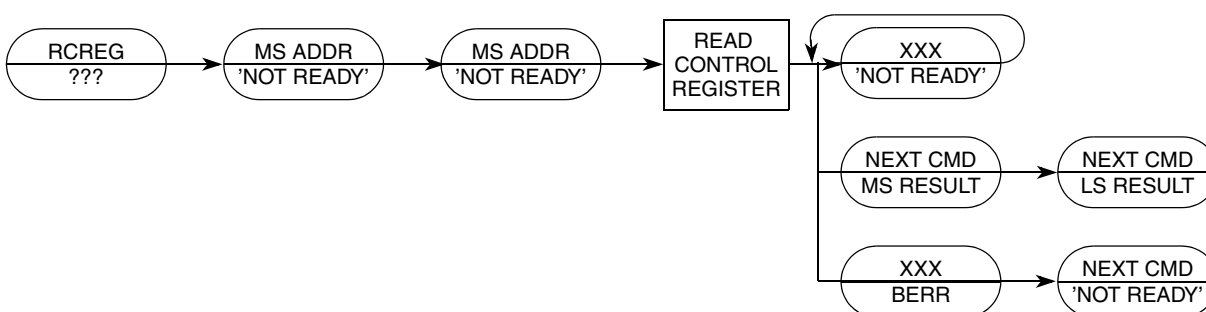 RCREG
???
MS ADDR
'NOT READY'
MS ADDR
'NOT READY'
READ
CONTROL
REGISTER
XXX
'NOT READY'
NEXT CMD
MS RESULT
NEXT CMD
LS RESULT
XXX
BERR
NEXT CMD
'NOT READY'